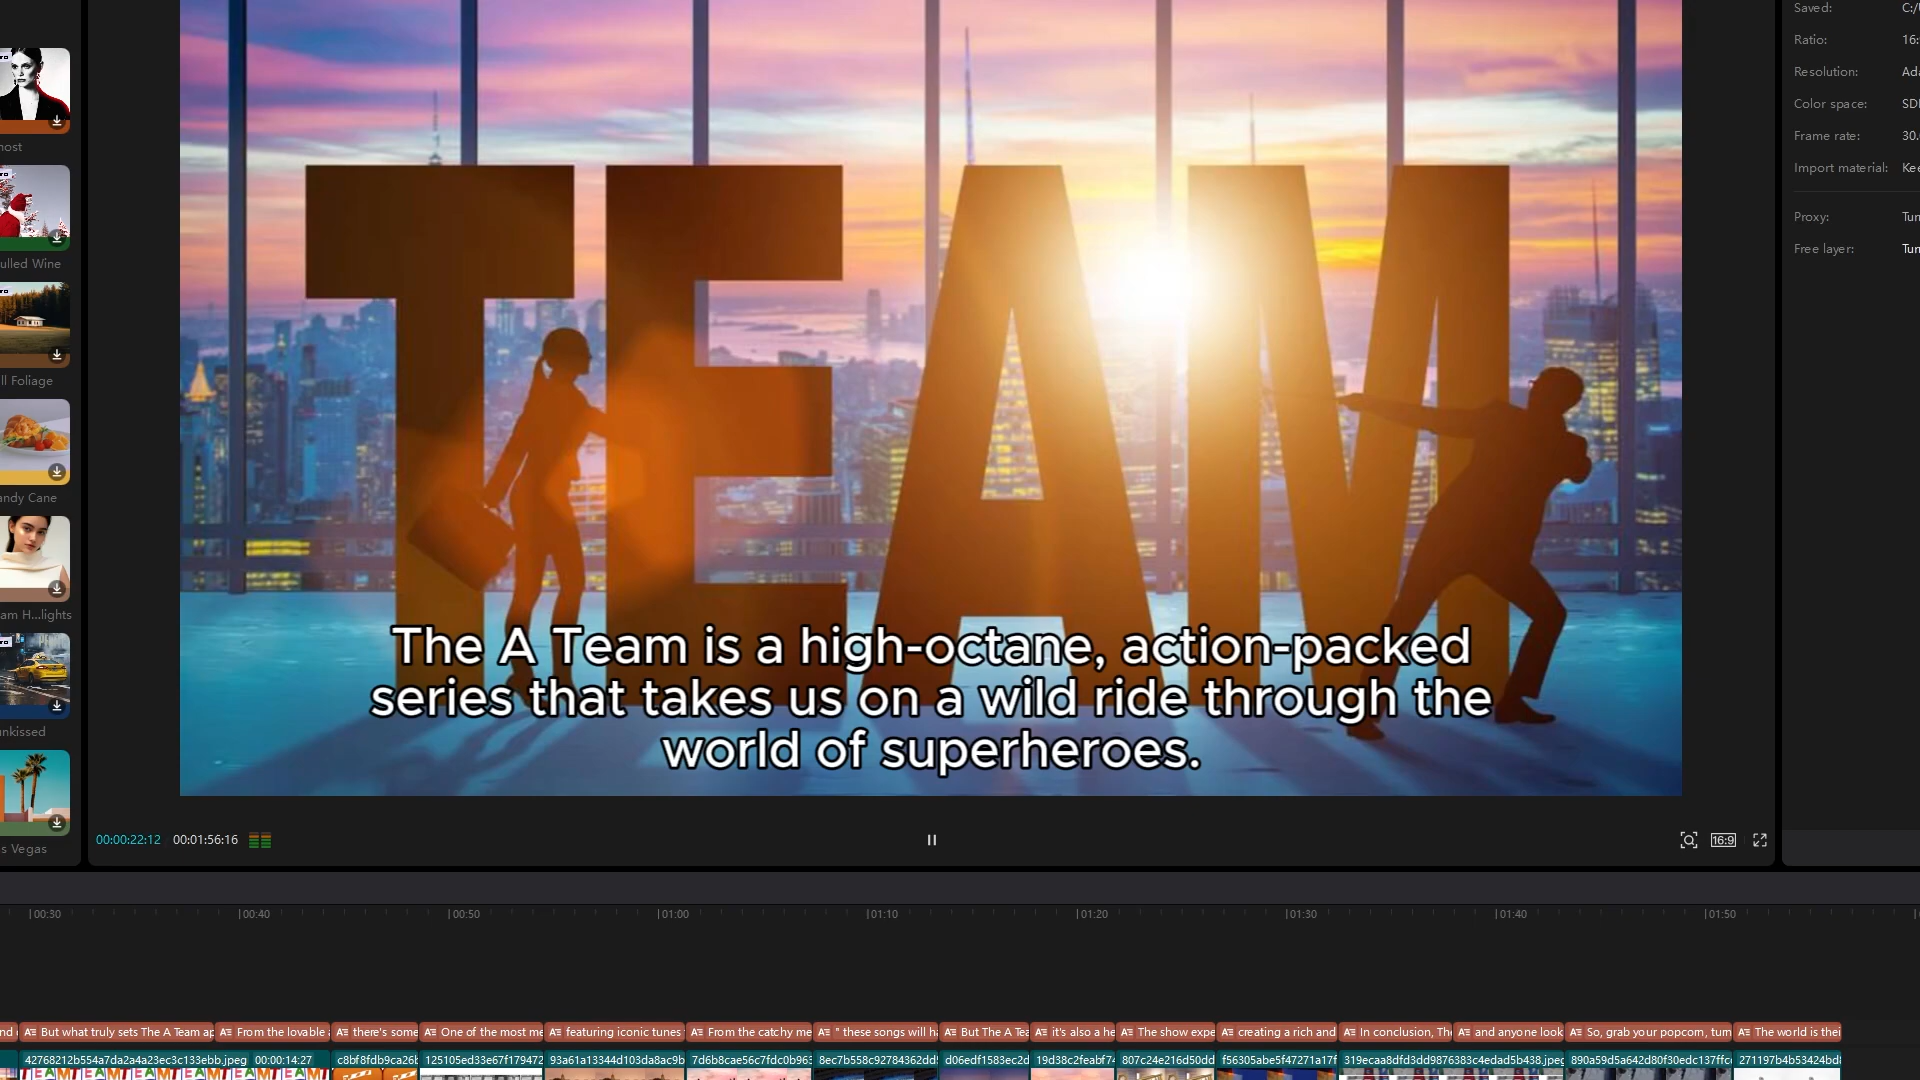 Saved:
Ratio:
16:
Resolution:
Color space:
Frame rate:
30.
Import material:
Proxy:
Free layer:
ulled Wine
ll Foliage
andy Cane
am H...lights
unkissed
s Vegas
TEAM
The A Team is a high-octane, action-packed
series that takes us on a wild ride through the
world of superheroes.
00:00:22:12 00:01:56:16
16:9
00:30 00:40 00:50 01:00 01:10 01:20 01:30 01:40 01:50
But what truly sets The A Team ap
From the lovable
there's some
One of the most me
featuring iconic tunes
From the catchy me
" these songs will ha
But The A Tea
it's also a he
The show expe
creating a rich and
In conclusion, The
and anyone look
So, grab your popcorn, turn
The world is thei
42768212b554a7da2a4a23ec3c133ebb.jpeg 00:00:14:27
c8bf8fdb9ca26b
125105ed33e67f179472
93a61a13344d103da8ac9b
7d6b8cae56c7fdc0b963
8ec7b558c92784362dd
d06edf1583ec2d
19d38c2feabf74
807c24e216d50dd
f56305abe5f47271a17f
319ecaa8dfd3dd9876383c4edad5b438.jpeg
890a59d5a642d80f30edc137ffc
271197b4b53424bd